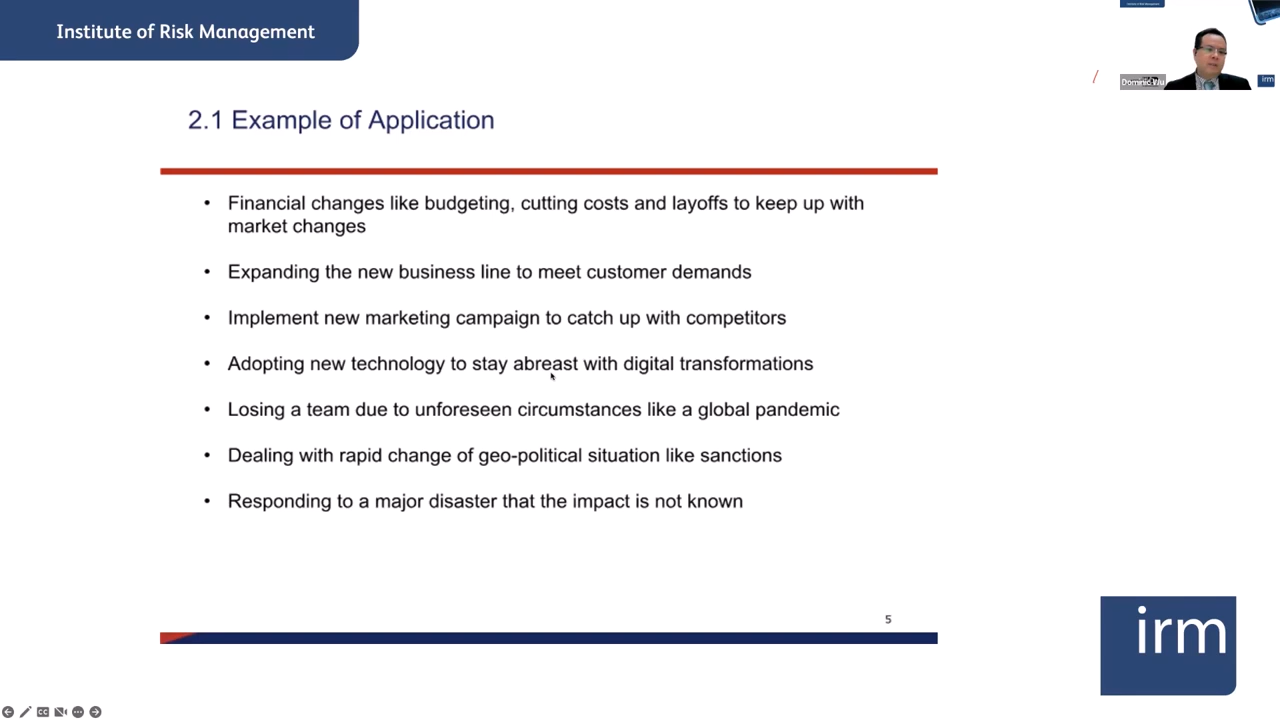 Institute of Risk Management
Dominic Wu
irm
2.1 Example of Application
• Financial changes like budgeting, cutting costs and layoffs to keep up with
market changes
• Expanding the new business line to meet customer demands
• Implement new marketing campaign to catch up with competitors
• Adopting new technology to stay abreast with digital transformations
• Losing a team due to unforeseen circumstances like a global pandemic
• Dealing with rapid change of geo-political situation like sanctions
• Responding to a major disaster that the impact is not known
5
irm
CC